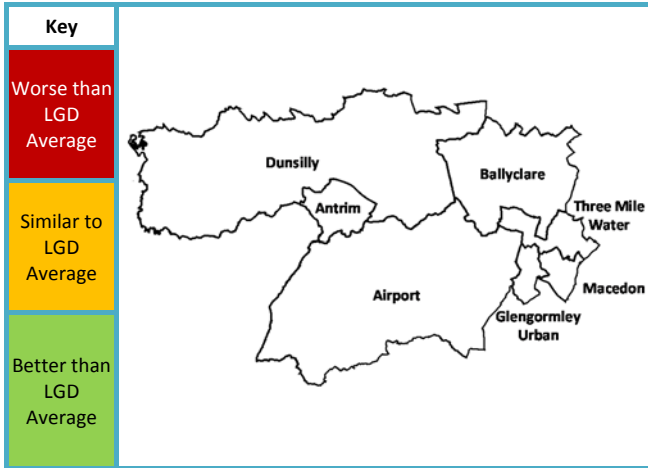 Key
Worse than
LGD
Average
Similar to
LGD
Average
Better than
LGD
Average
Dunsilly
Ballyclare
Antrim
Three Mile
Water
Airport
Macedon
Glengormley
Urban